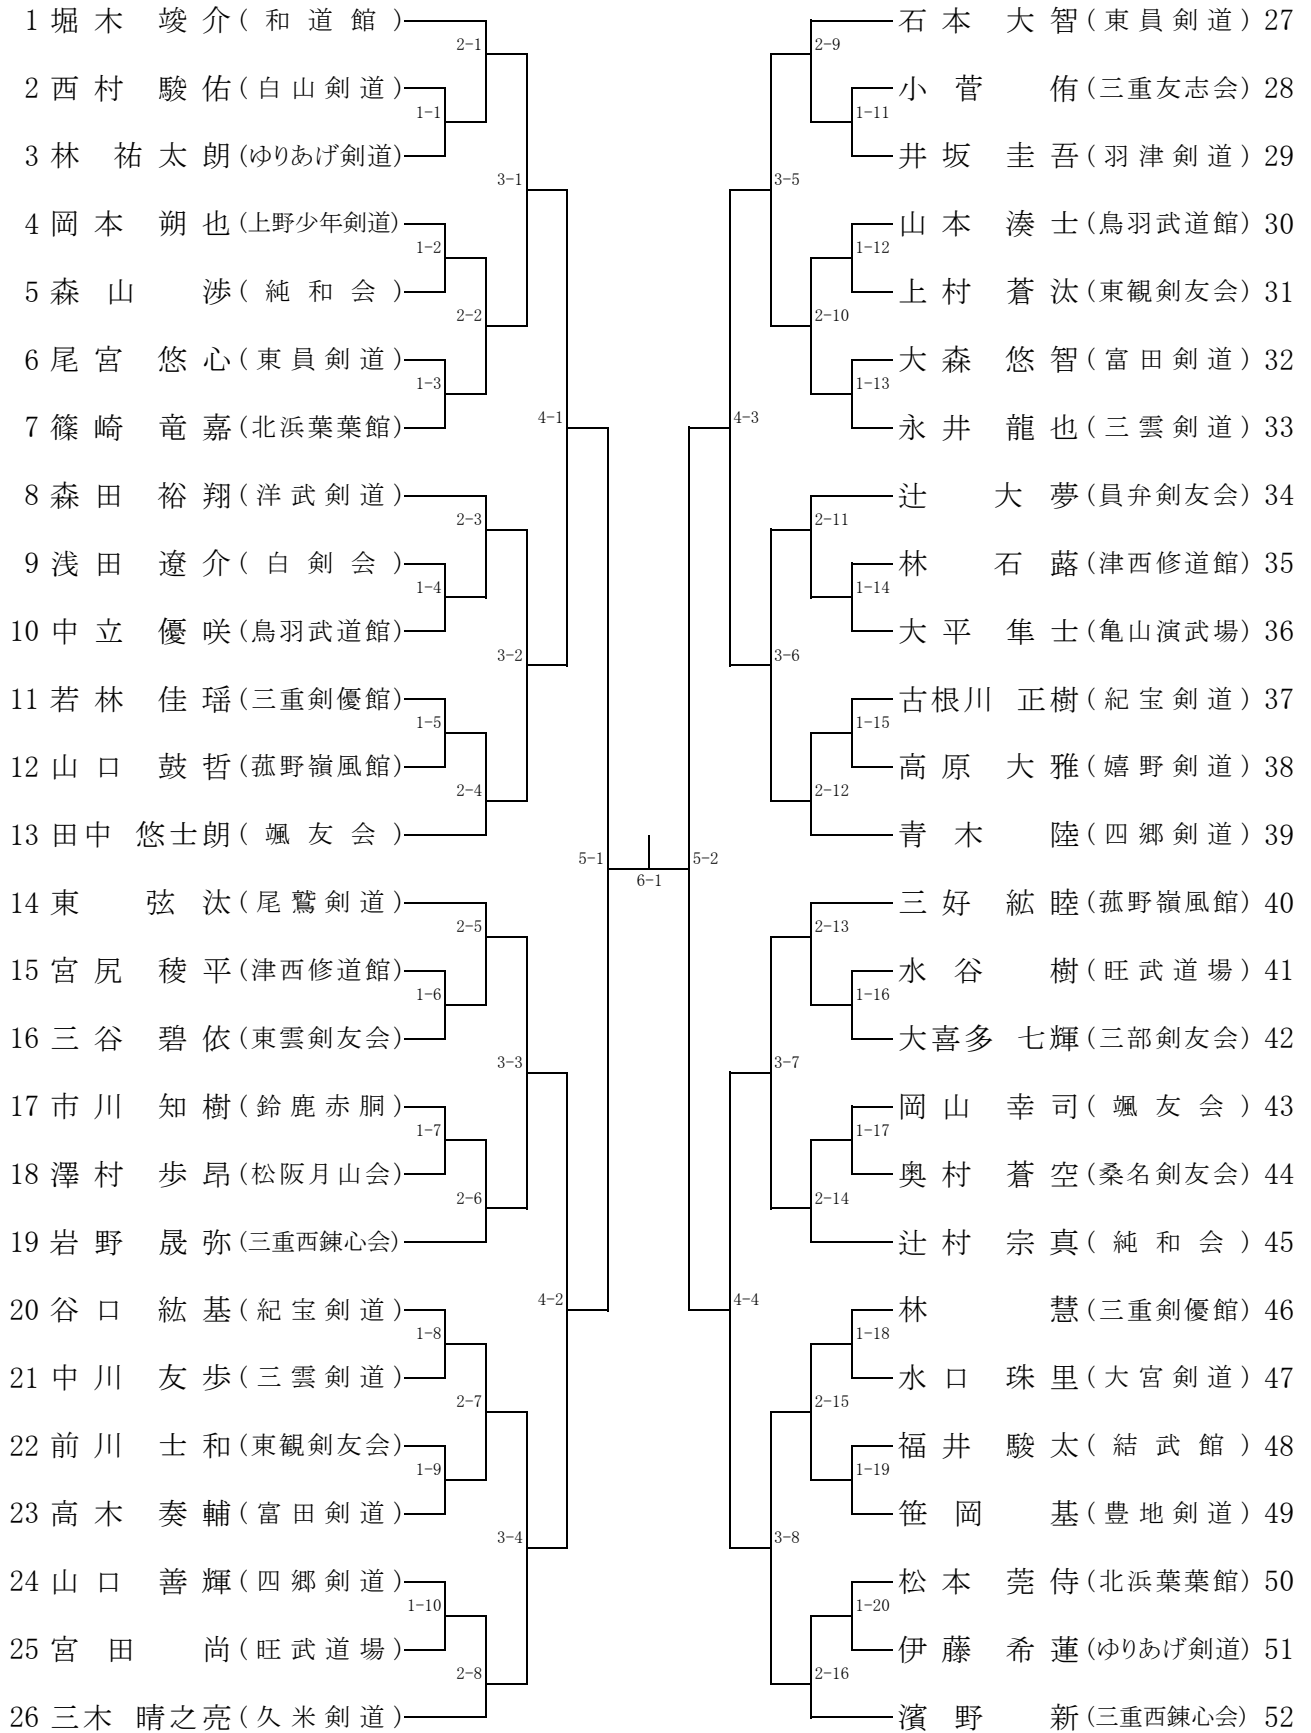 1 堀木 竣介 (和道館)
2-1
2 西村 駿佑 (白山剣道)
1-1
3 林 祐太朗 (ゆりあげ剣道)
3-1
4 岡本 朔也 (上野少年剣道)
1-2
5 森山 渉 (純和会)
2-2
6 尾宮 悠心 (東員剣道)
1-3
7 篠崎 竜嘉 (北浜葉葉館)
4-1
8 森田 裕翔 (洋武剣道)
2-3
9 浅田 遼介 (白剣会)
1-4
10 中立 優咲 (鳥羽武道館)
3-2
11 若林 佳瑶 (三重剣優館)
1-5
12 山口 鼓哲 (菰野嶺風館)
2-4
13 田中 悠士朗 (颯友会)
5-1
14 東 弦汰 (尾鷲剣道)
2-5
15 宮尻 稜平 (津西修道館)
1-6
16 三谷 碧依 (東雲剣友会)
3-3
17 市川 知樹 (鈴鹿赤胴)
1-7
18 澤村 歩昂 (松阪月山会)
2-6
19 岩野 晟弥 (三重西錬心会)
4-2
20 谷口 紘基 (紀宝剣道)
1-8
21 中川 友歩 (三雲剣道)
2-7
22 前川 士和 (東観剣友会)
1-9
23 高木 奏輔 (富田剣道)
3-4
24 山口 善輝 (四郷剣道)
1-10
25 宮田 尚 (旺武道場)
2-8
26 三木 晴之亮 (久米剣道)
6-1
石本 大智 (東員剣道) 27
2-9
小菅 侑 (三重友志会) 28
1-11
井坂 圭吾 (羽津剣道) 29
3-5
山本 湊士 (鳥羽武道館) 30
1-12
上村 蒼汰 (東観剣友会) 31
2-10
大森 悠智 (富田剣道) 32
1-13
永井 龍也 (三雲剣道) 33
4-3
辻 大夢 (員弁剣友会) 34
2-11
林 石蕗 (津西修道館) 35
1-14
大平 隼士 (亀山演武場) 36
3-6
古根川 正樹 (紀宝剣道) 37
1-15
高原 大雅 (嬉野剣道) 38
2-12
青木 陸 (四郷剣道) 39
5-2
三好 紘睦 (菰野嶺風館) 40
2-13
水谷 樹 (旺武道場) 41
1-16
大喜多 七輝 (三部剣友会) 42
3-7
岡山 幸司 (颯友会) 43
1-17
奥村 蒼空 (桑名剣友会) 44
2-14
辻村 宗真 (純和会) 45
4-4
林 慧 (三重剣優館) 46
1-18
水口 珠里 (大宮剣道) 47
2-15
福井 駿太 (結武館) 48
1-19
笹岡 基 (豊地剣道) 49
3-8
松本 莞侍 (北浜葉葉館) 50
1-20
伊藤 希蓮 (ゆりあげ剣道) 51
2-16
濱野 新 (三重西錬心会) 52